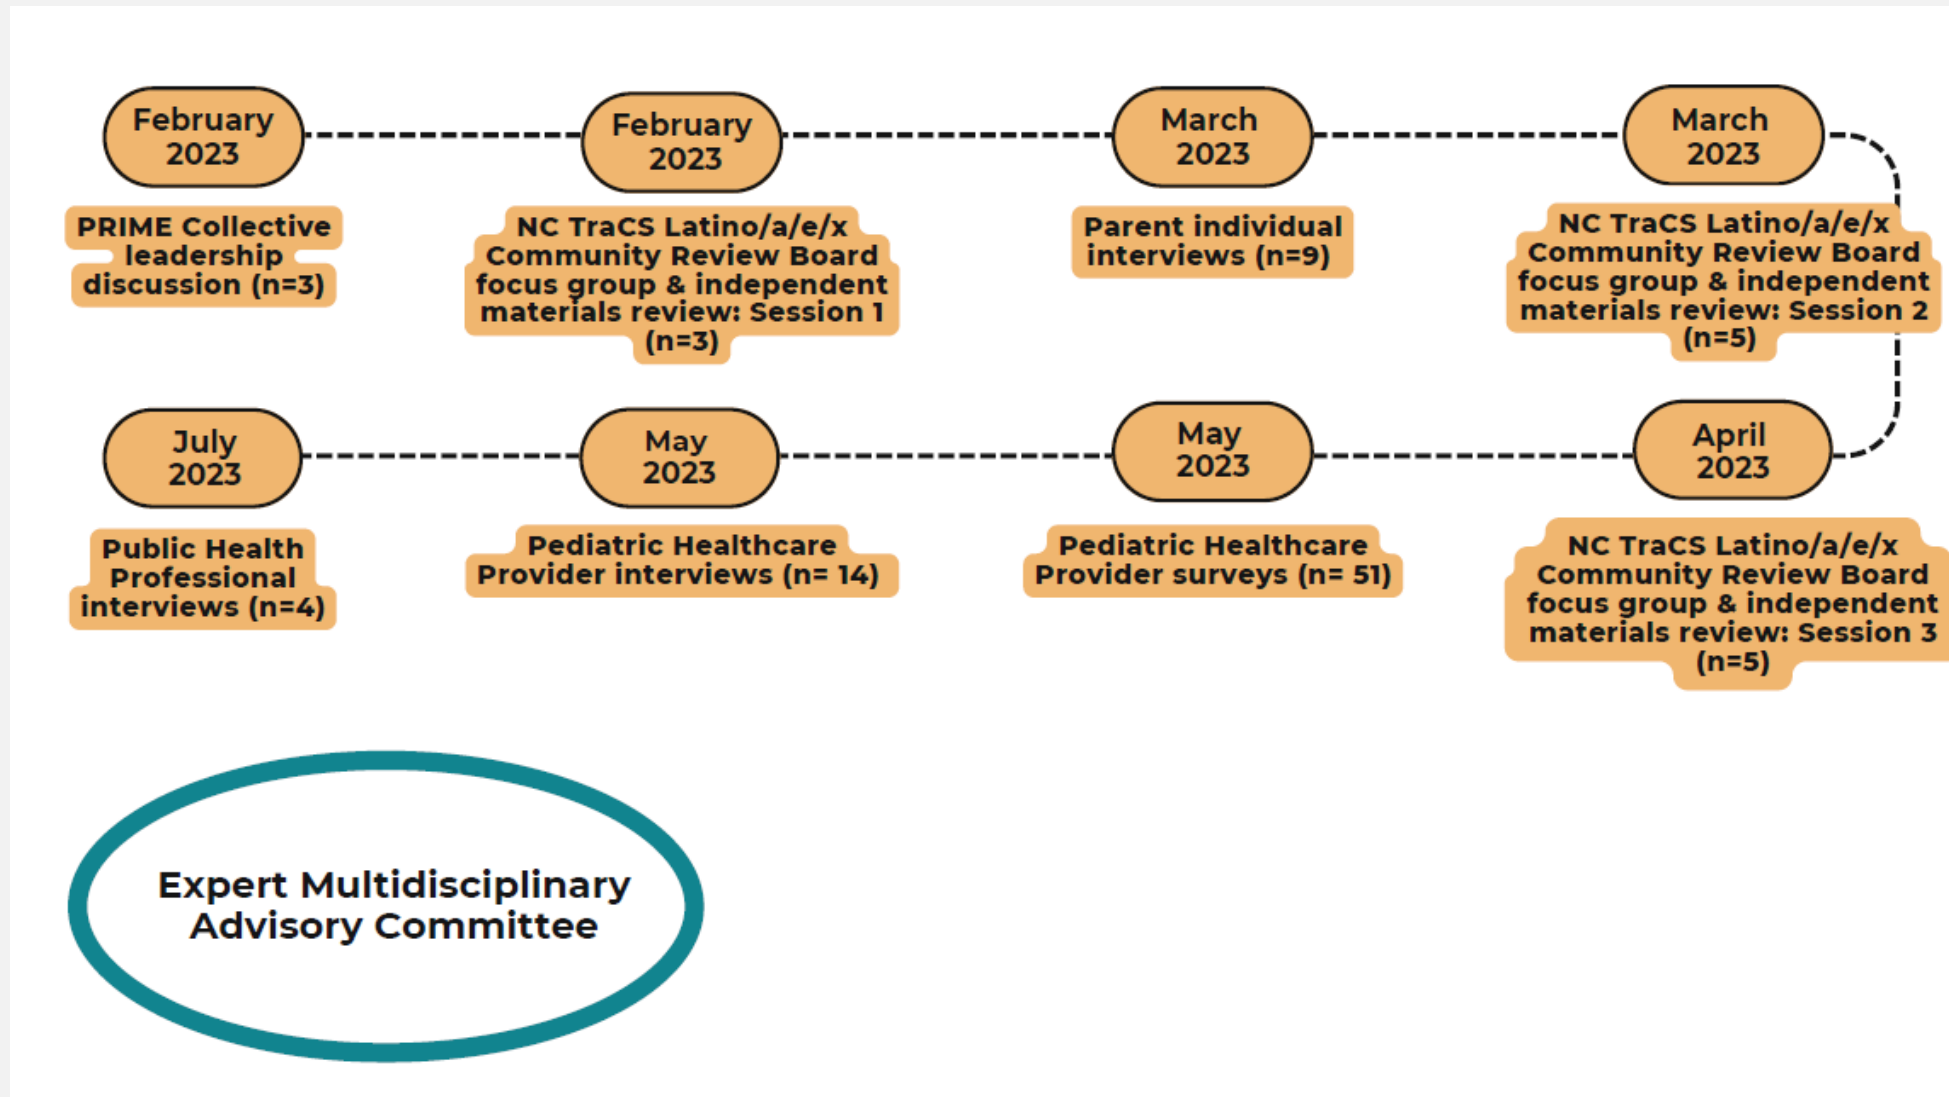 February
2023
PRIME Collective
leadership
discussion (n=3)
February
2023
NC TraCS Latino/a/e/x
Community Review Board
focus group & independent
materials review: Session 1
(n=3)
March
2023
Parent individual
interviews (n=9)
March
2023
NC TraCS Latino/a/e/x
Community Review Board
focus group & independent
materials review: Session 2
(n=5)
July
2023
Public Health
Professional
interviews (n=4)
May
2023
Pediatric Healthcare
Provider interviews (n= 14)
May
2023
Pediatric Healthcare
Provider surveys (n= 51)
April
2023
NC TraCS Latino/a/e/x
Community Review Board
focus group & independent
materials review: Session 3
(n=5)
Expert Multidisciplinary
Advisory Committee